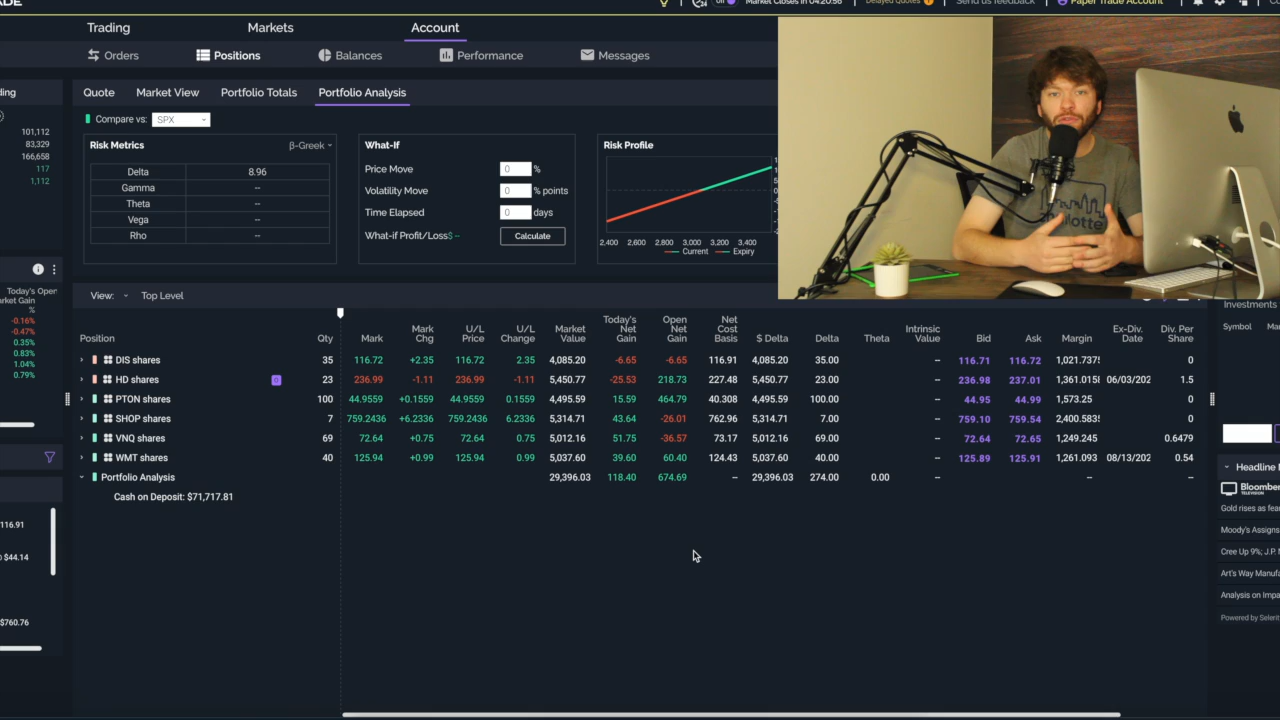 Market Closes in 04:20:56 Delayed Quotes Send us feedback Paper Trade Account
Trading Markets Account
Orders Positions Balances Performance Messages
Quote Market View Portfolio Totals Portfolio Analysis
Compare vs: SPX
101,112
83,329
166,658
117
1,112
Risk Metrics β-Greek
Delta 8.96
Gamma --
Theta --
Vega --
Rho --
What-If
Price Move 0 %
Volatility Move 0 % points
Time Elapsed 0 days
What-if Profit/Loss $ -- Calculate
Risk Profile
2,400 2,600 2,800 3,000 3,200 3,400
Current Expiry
Today's Open
%
-0.16%
-0.47%
0.35%
0.83%
1.04%
0.79%
View: Top Level
Position Qty Mark Mark Chg U/L Price U/L Change Market Value Today's Net Gain Open Net Gain Net Cost Basis $ Delta Delta Theta Intrinsic Value Bid Ask Margin Ex-Div. Date Div. Per Share
DIS shares 35 116.72 +2.35 116.72 2.35 4,085.20 -6.65 -6.65 116.91 4,085.20 35.00 -- 116.71 116.72 1,021.737 0
HD shares 23 236.99 -1.11 236.99 -1.11 5,450.77 -25.53 218.73 227.48 5,450.77 23.00 -- 236.98 237.01 1,361.015 06/03/202 1.5
PTON shares 100 44.9559 +0.1559 44.9559 0.1559 4,495.59 15.59 464.79 40.308 4,495.59 100.00 -- 44.95 44.99 1,573.25 0
SHOP shares 7 759.2436 +6.2336 759.2436 6.2336 5,314.71 43.64 -26.01 762.96 5,314.71 7.00 -- 759.10 759.54 2,400.583 0
VNQ shares 69 72.64 +0.75 72.64 0.75 5,012.16 51.75 -36.57 73.17 5,012.16 69.00 -- 72.64 72.65 1,249.245 0.6479
WMT shares 40 125.94 +0.99 125.94 0.99 5,037.60 39.60 60.40 124.43 5,037.60 40.00 -- 125.89 125.91 1,261.093 08/13/202 0.54
Portfolio Analysis 29,396.03 118.40 674.69 -- 29,396.03 274.00 0.00 -- -- --
Cash on Deposit: $71,717.81
116.91
$44.14
$760.76
Investments
Symbol
Headline
Bloomberg
TELEVISION
Gold rises as
Moody's Assigns
Cree Up 9%; J.P.
Art's Way
Analysis on
Powered by